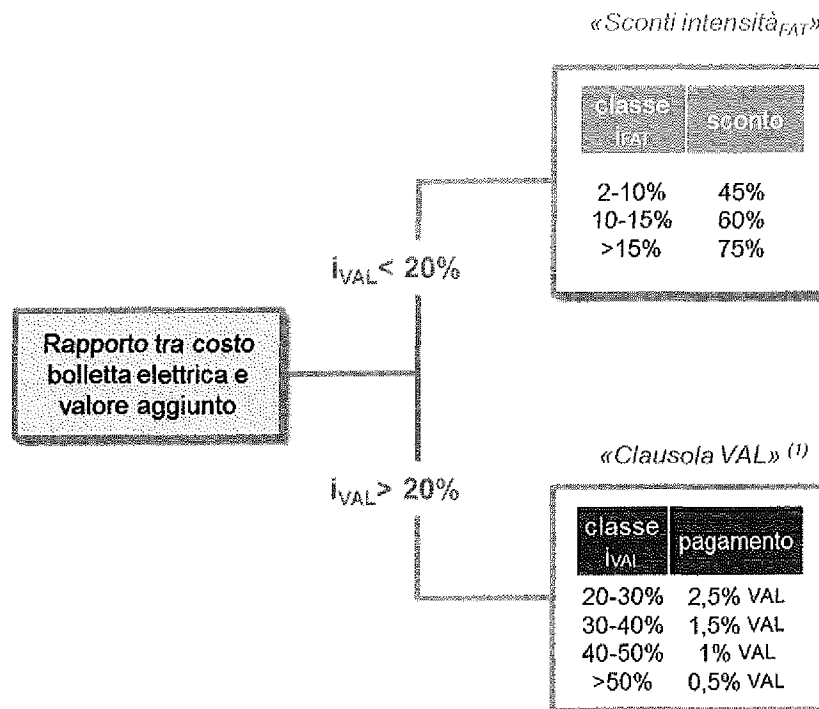 «Sconti intensitàFAT»
classe iFAT sconto
2-10% 45%
10-15% 60%
>15% 75%
iVAL< 20%
Rapporto tra costo
bolletta elettrica e
valore aggiunto
iVAL> 20%
«Clausola VAL» (1)
classe iVAL pagamento
20-30% 2,5% VAL
30-40% 1,5% VAL
40-50% 1% VAL
>50% 0,5% VAL